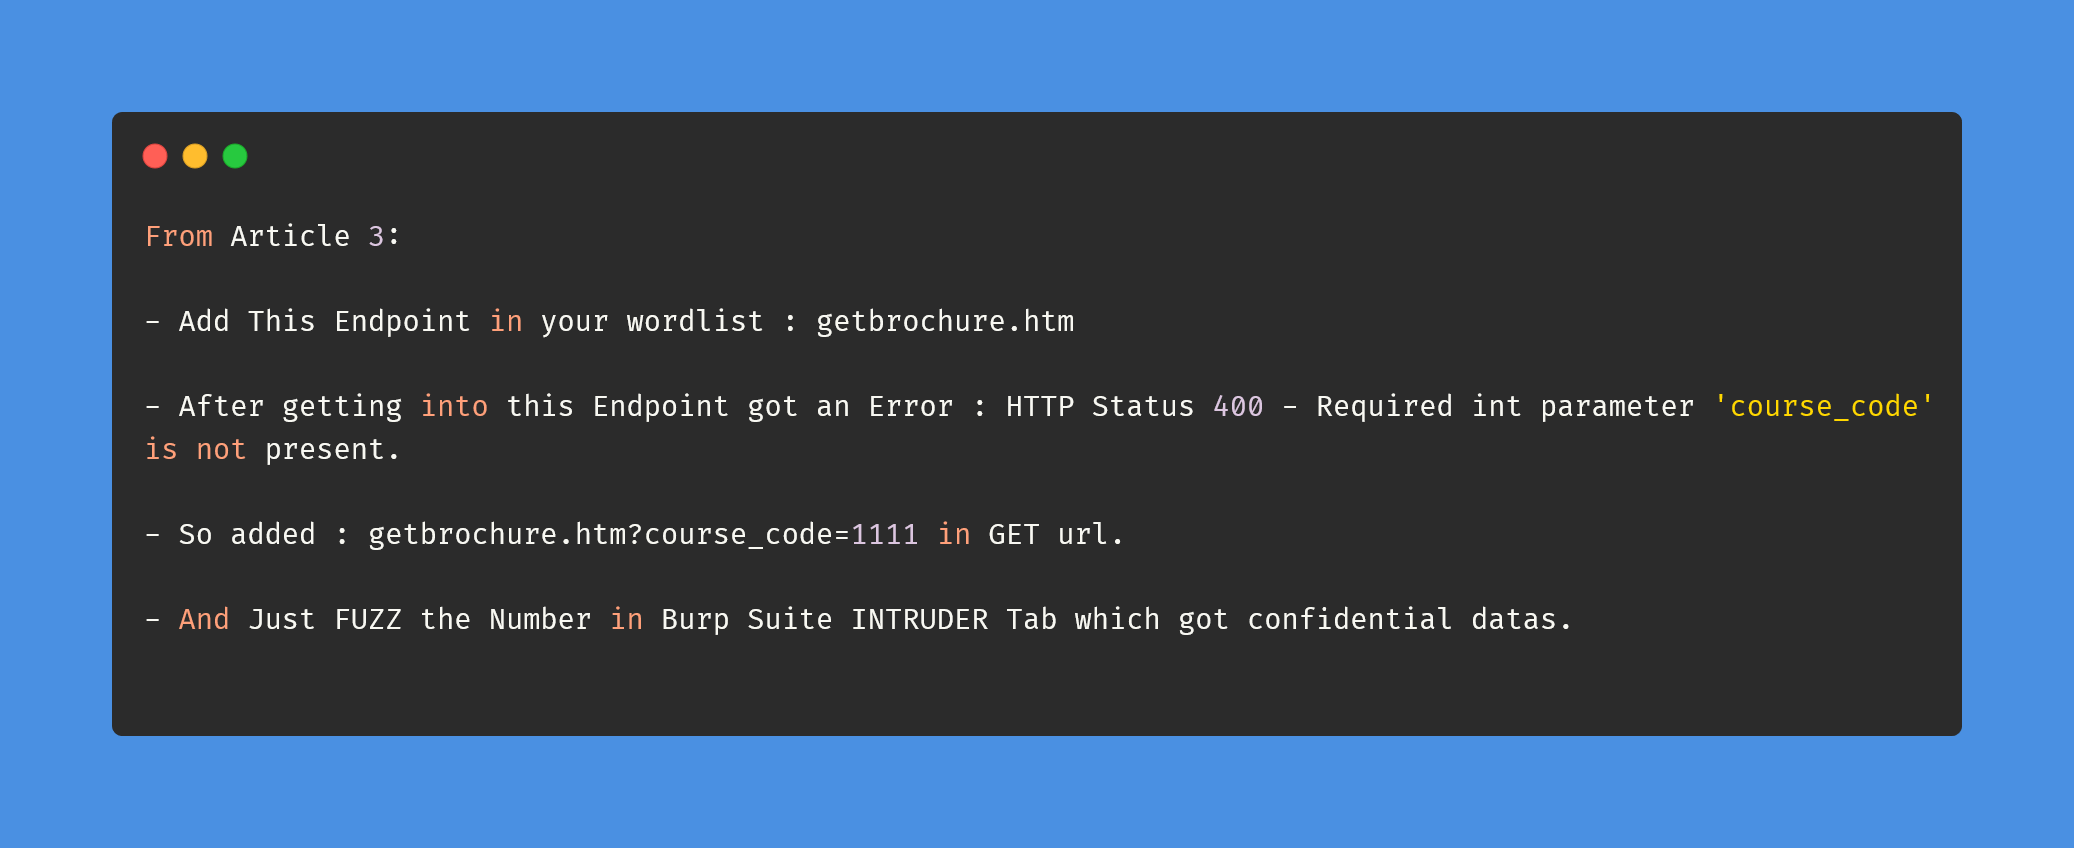 From Article 3:
- Add This Endpoint in your wordlist : getbrochure.htm
- After getting into this Endpoint got an Error : HTTP Status 400 - Required int parameter 'course_code'
is not present.
- So added : getbrochure.htm?course_code=1111 in GET url.
- And Just FUZZ the Number in Burp Suite INTRUDER Tab which got confidential datas.